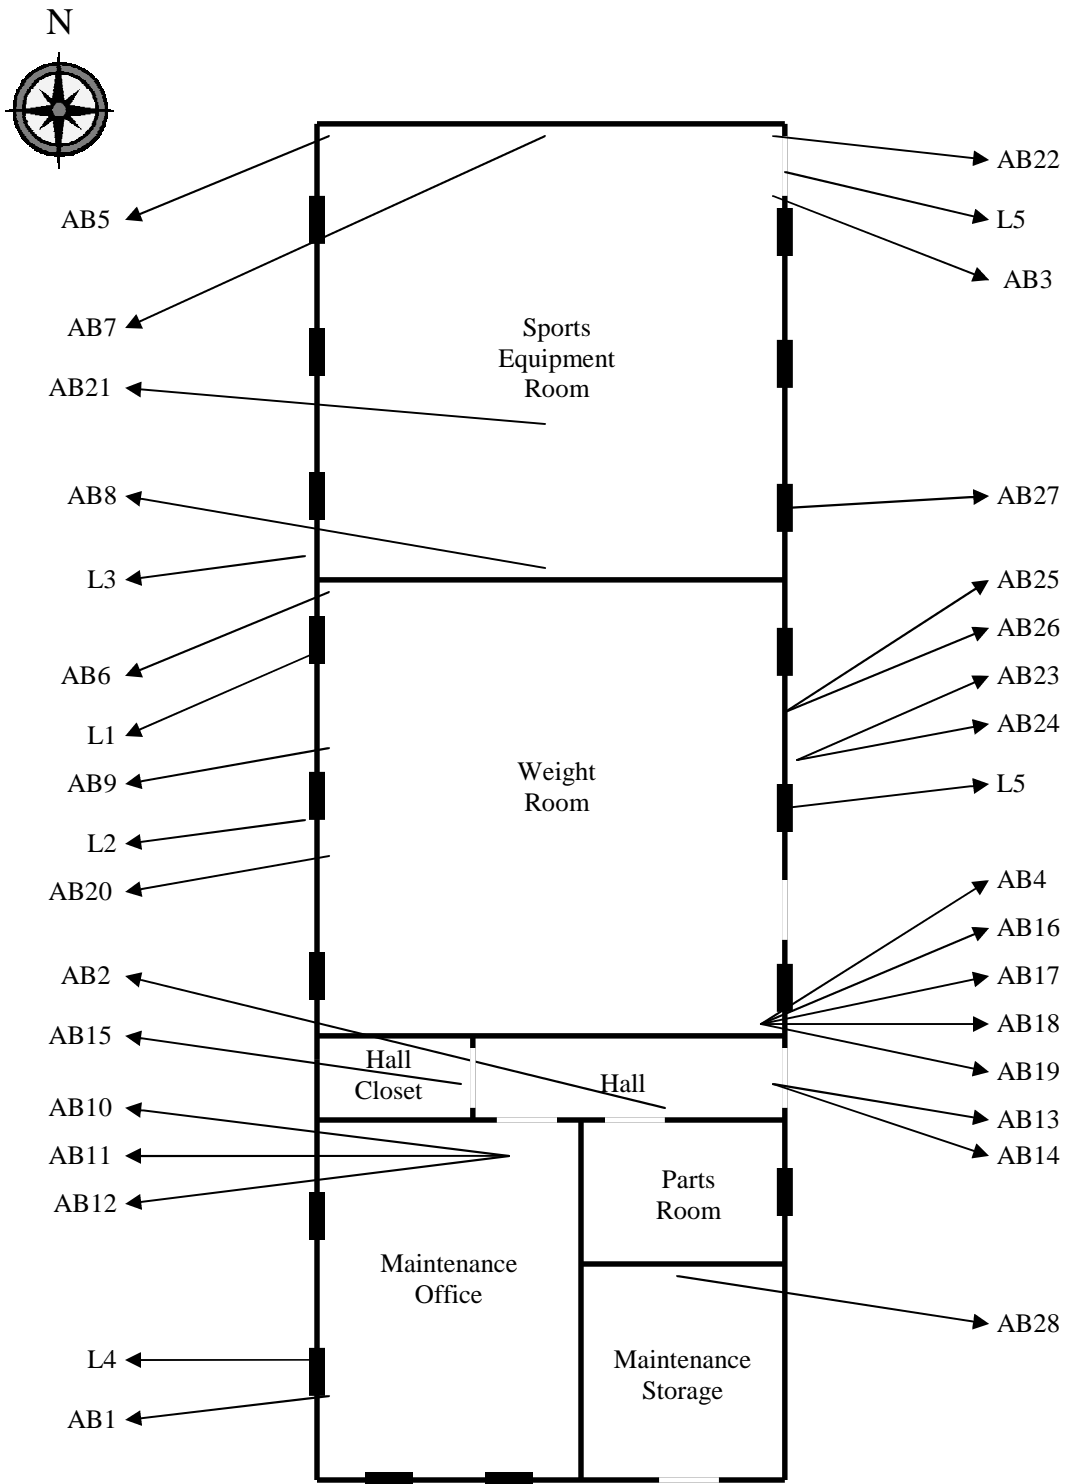 N
AB5
AB7
AB21
AB8
L3
AB6
L1
AB9
L2
AB20
AB2
AB15
AB10
AB11
AB12
L4
AB1
Sports
Equipment
Room
Weight
Room
Hall
Closet
Hall
Parts
Room
Maintenance
Office
Maintenance
Storage
AB22
L5
AB3
AB27
AB25
AB26
AB23
AB24
L5
AB4
AB16
AB17
AB18
AB19
AB13
AB14
AB28